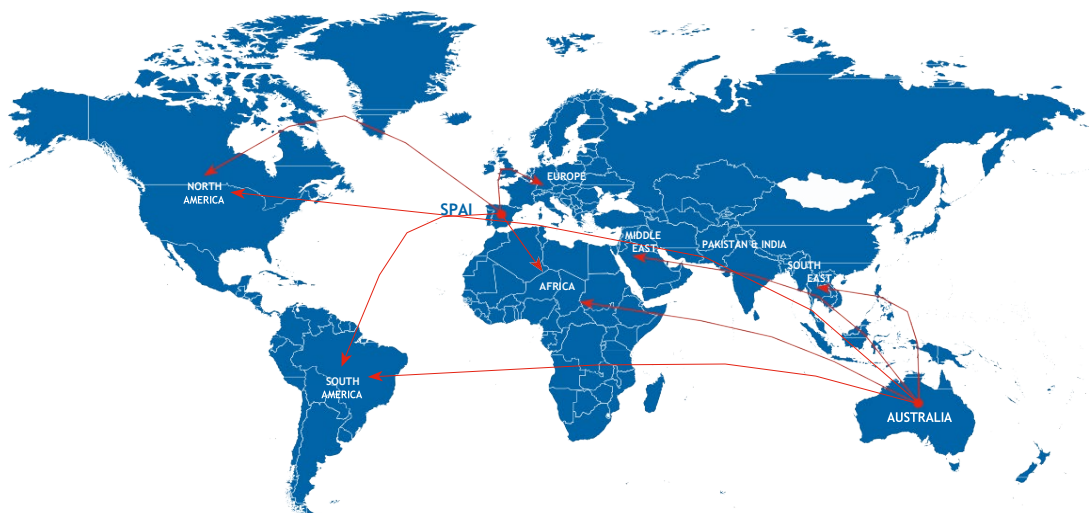 NORTH
AMERICA
SPAI
EUROPE
MIDDLE
EAST
PAKISTAN & INDIA
SOUTH
EAST
AFRICA
SOUTH
AMERICA
AUSTRALIA